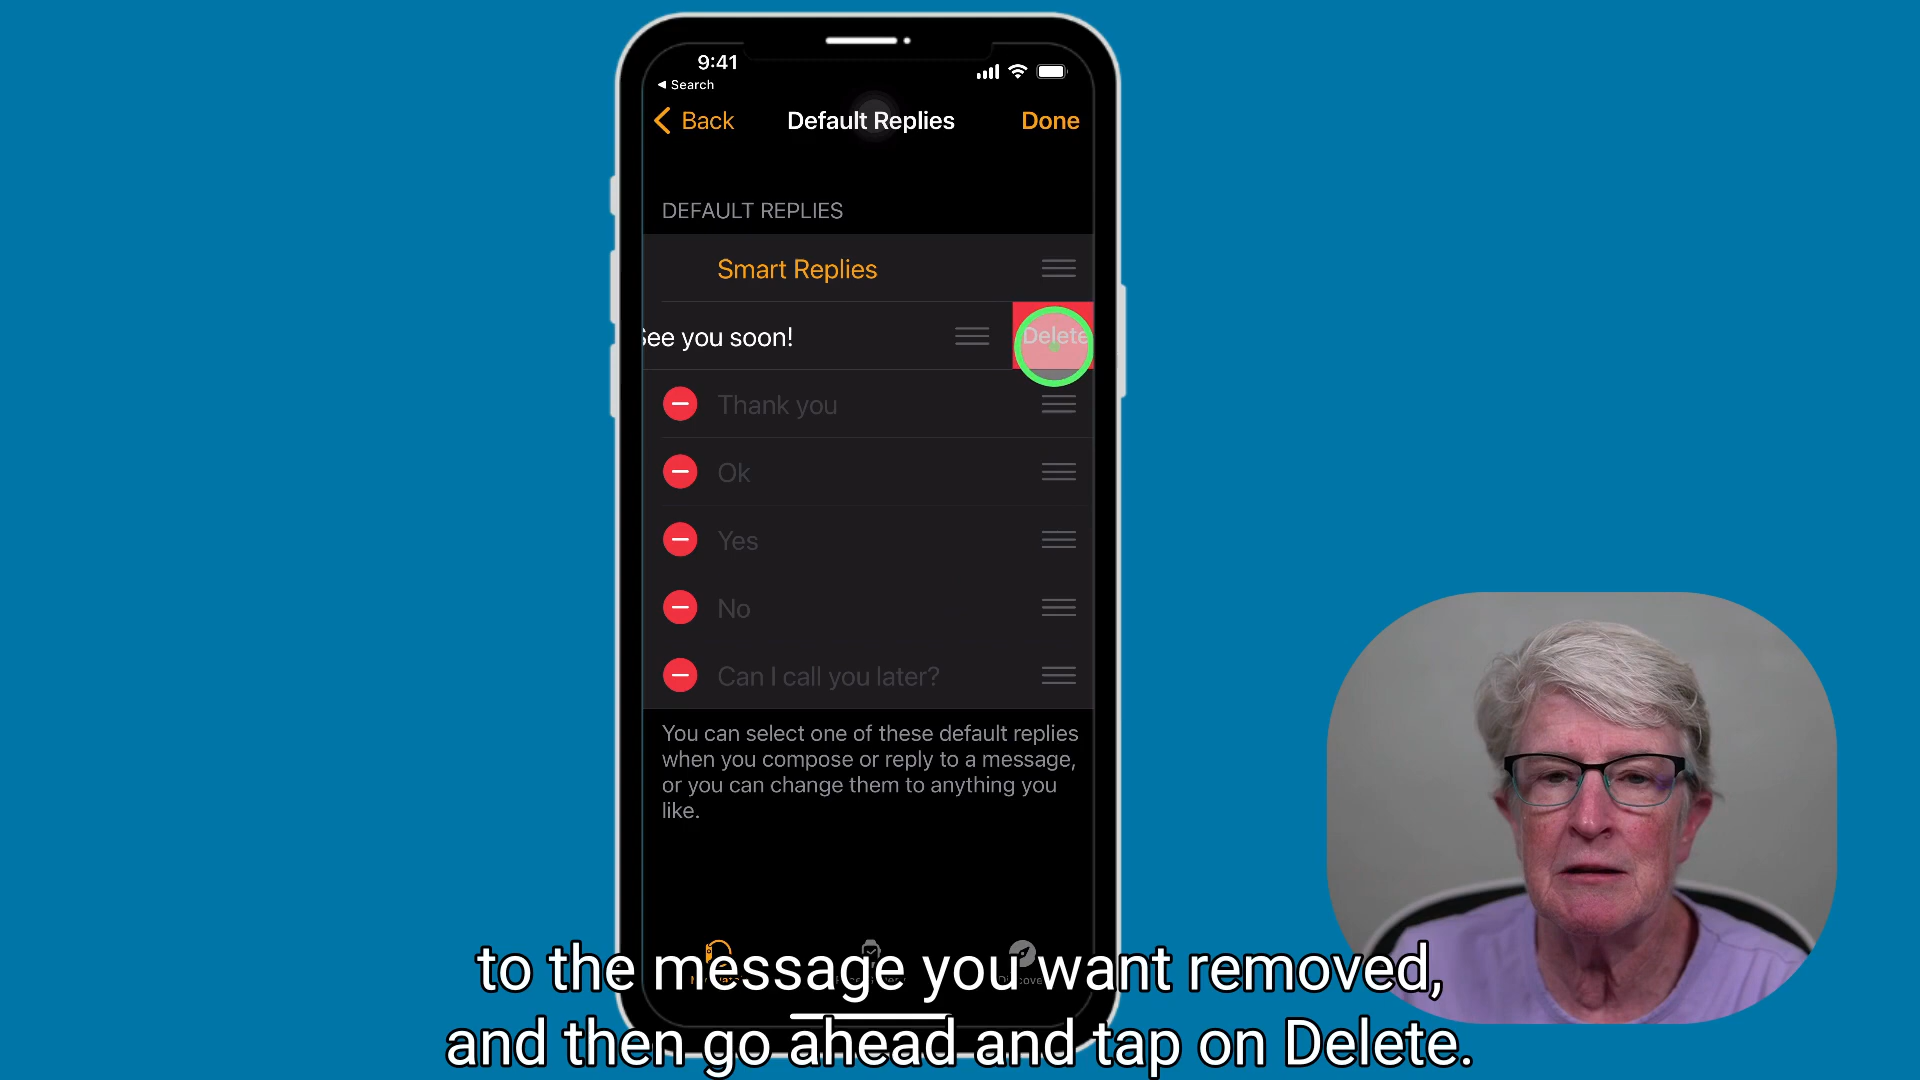 9:41
◀ Search
Back
Default Replies
Done
DEFAULT REPLIES
Smart Replies
See you soon!
Delete
Thank you
Ok
Yes
No
Can I call you later?
You can select one of these default replies
when you compose or reply to a message,
or you can change them to anything you
like.
to the message you want removed,
and then go ahead and tap on Delete.